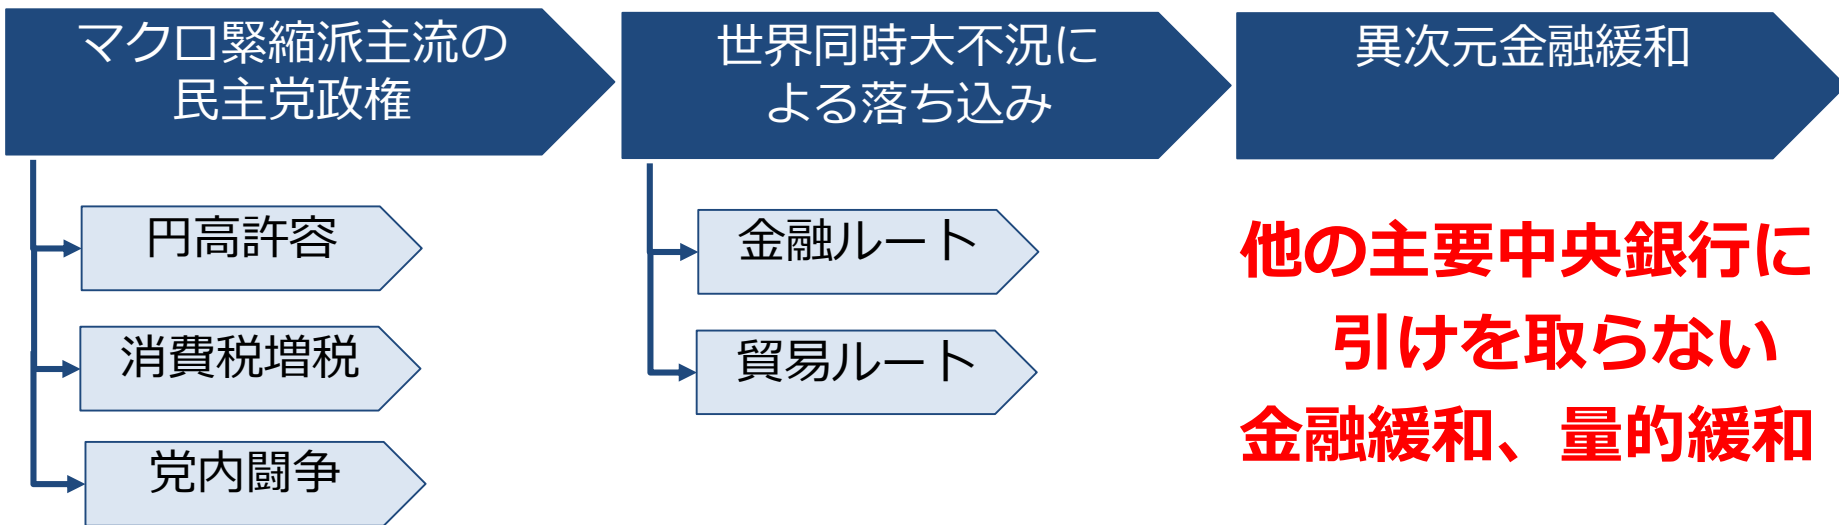 マクロ緊縮派主流の
民主党政権
円高許容
消費税増税
党内闘争
世界同時大不況に
よる落ち込み
金融ルート
貿易ルート
異次元金融緩和
他の主要中央銀行に
引けを取らない
金融緩和、量的緩和